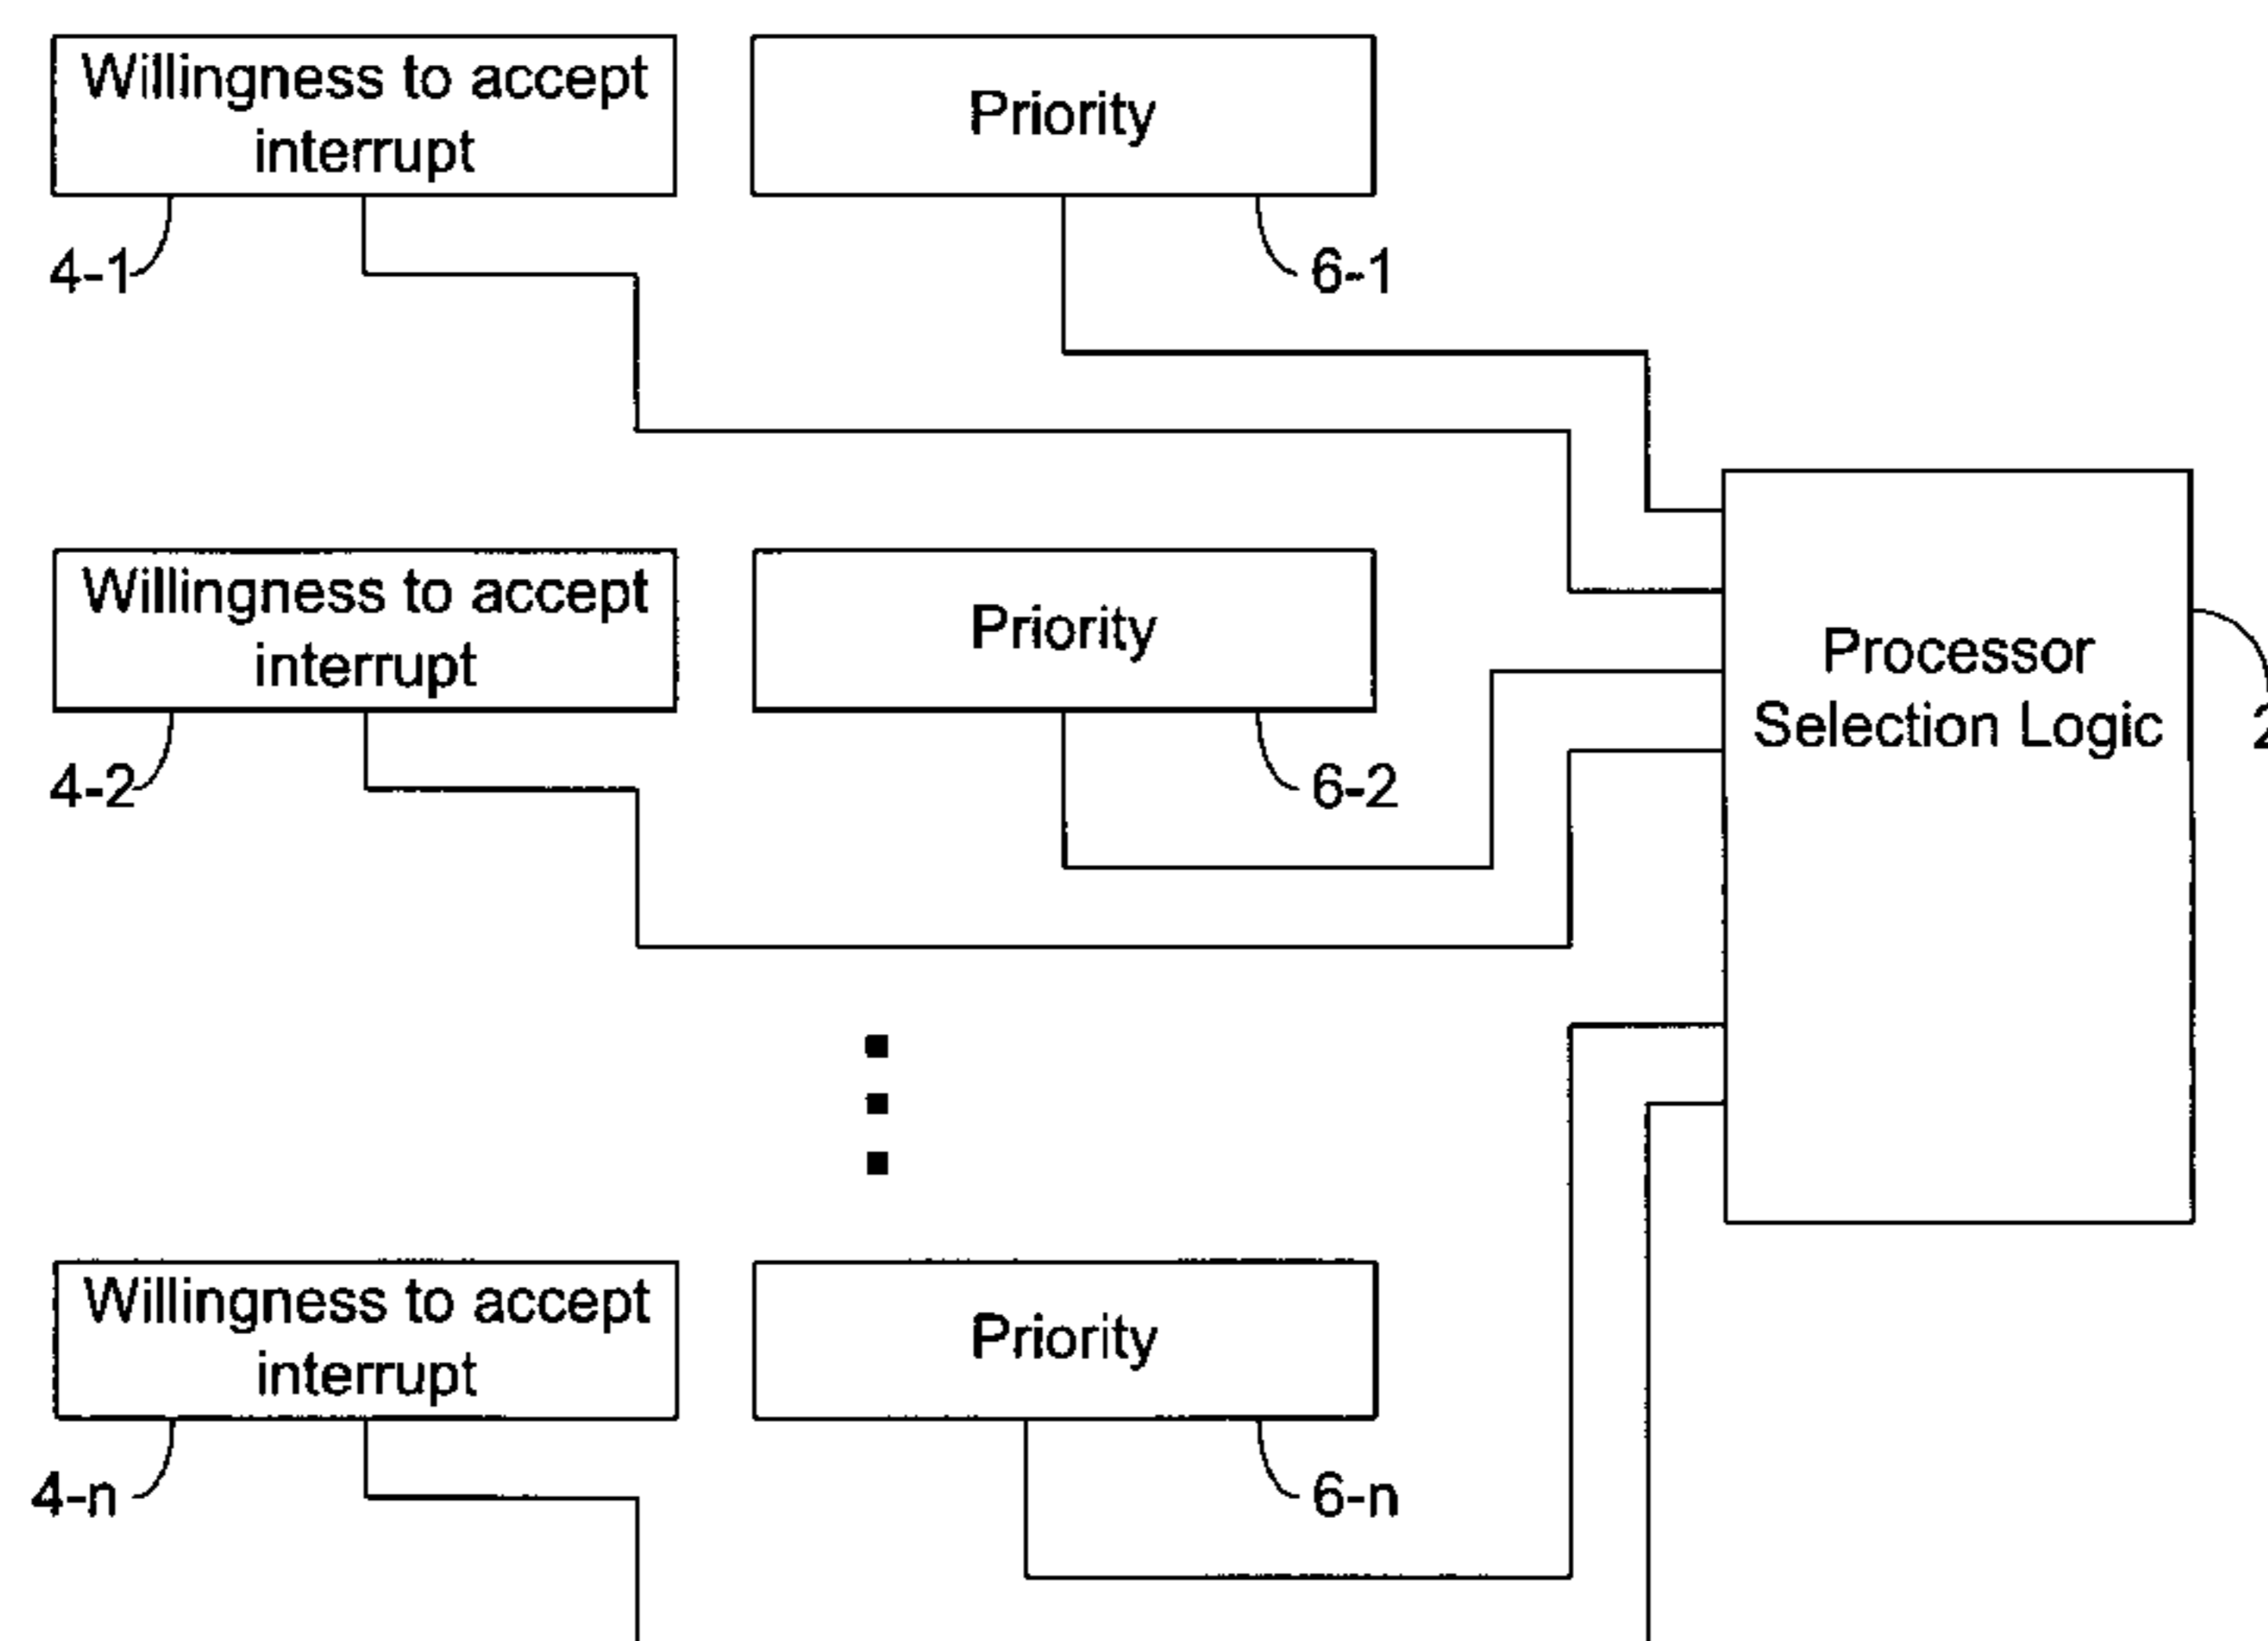 Willingness to accept
interrupt
Priority
4-1
6-1
Willingness to accept
interrupt
Priority
Processor
Selection Logic
2
4-2
6-2
Willingness to accept
interrupt
Priority
4-n
6-n